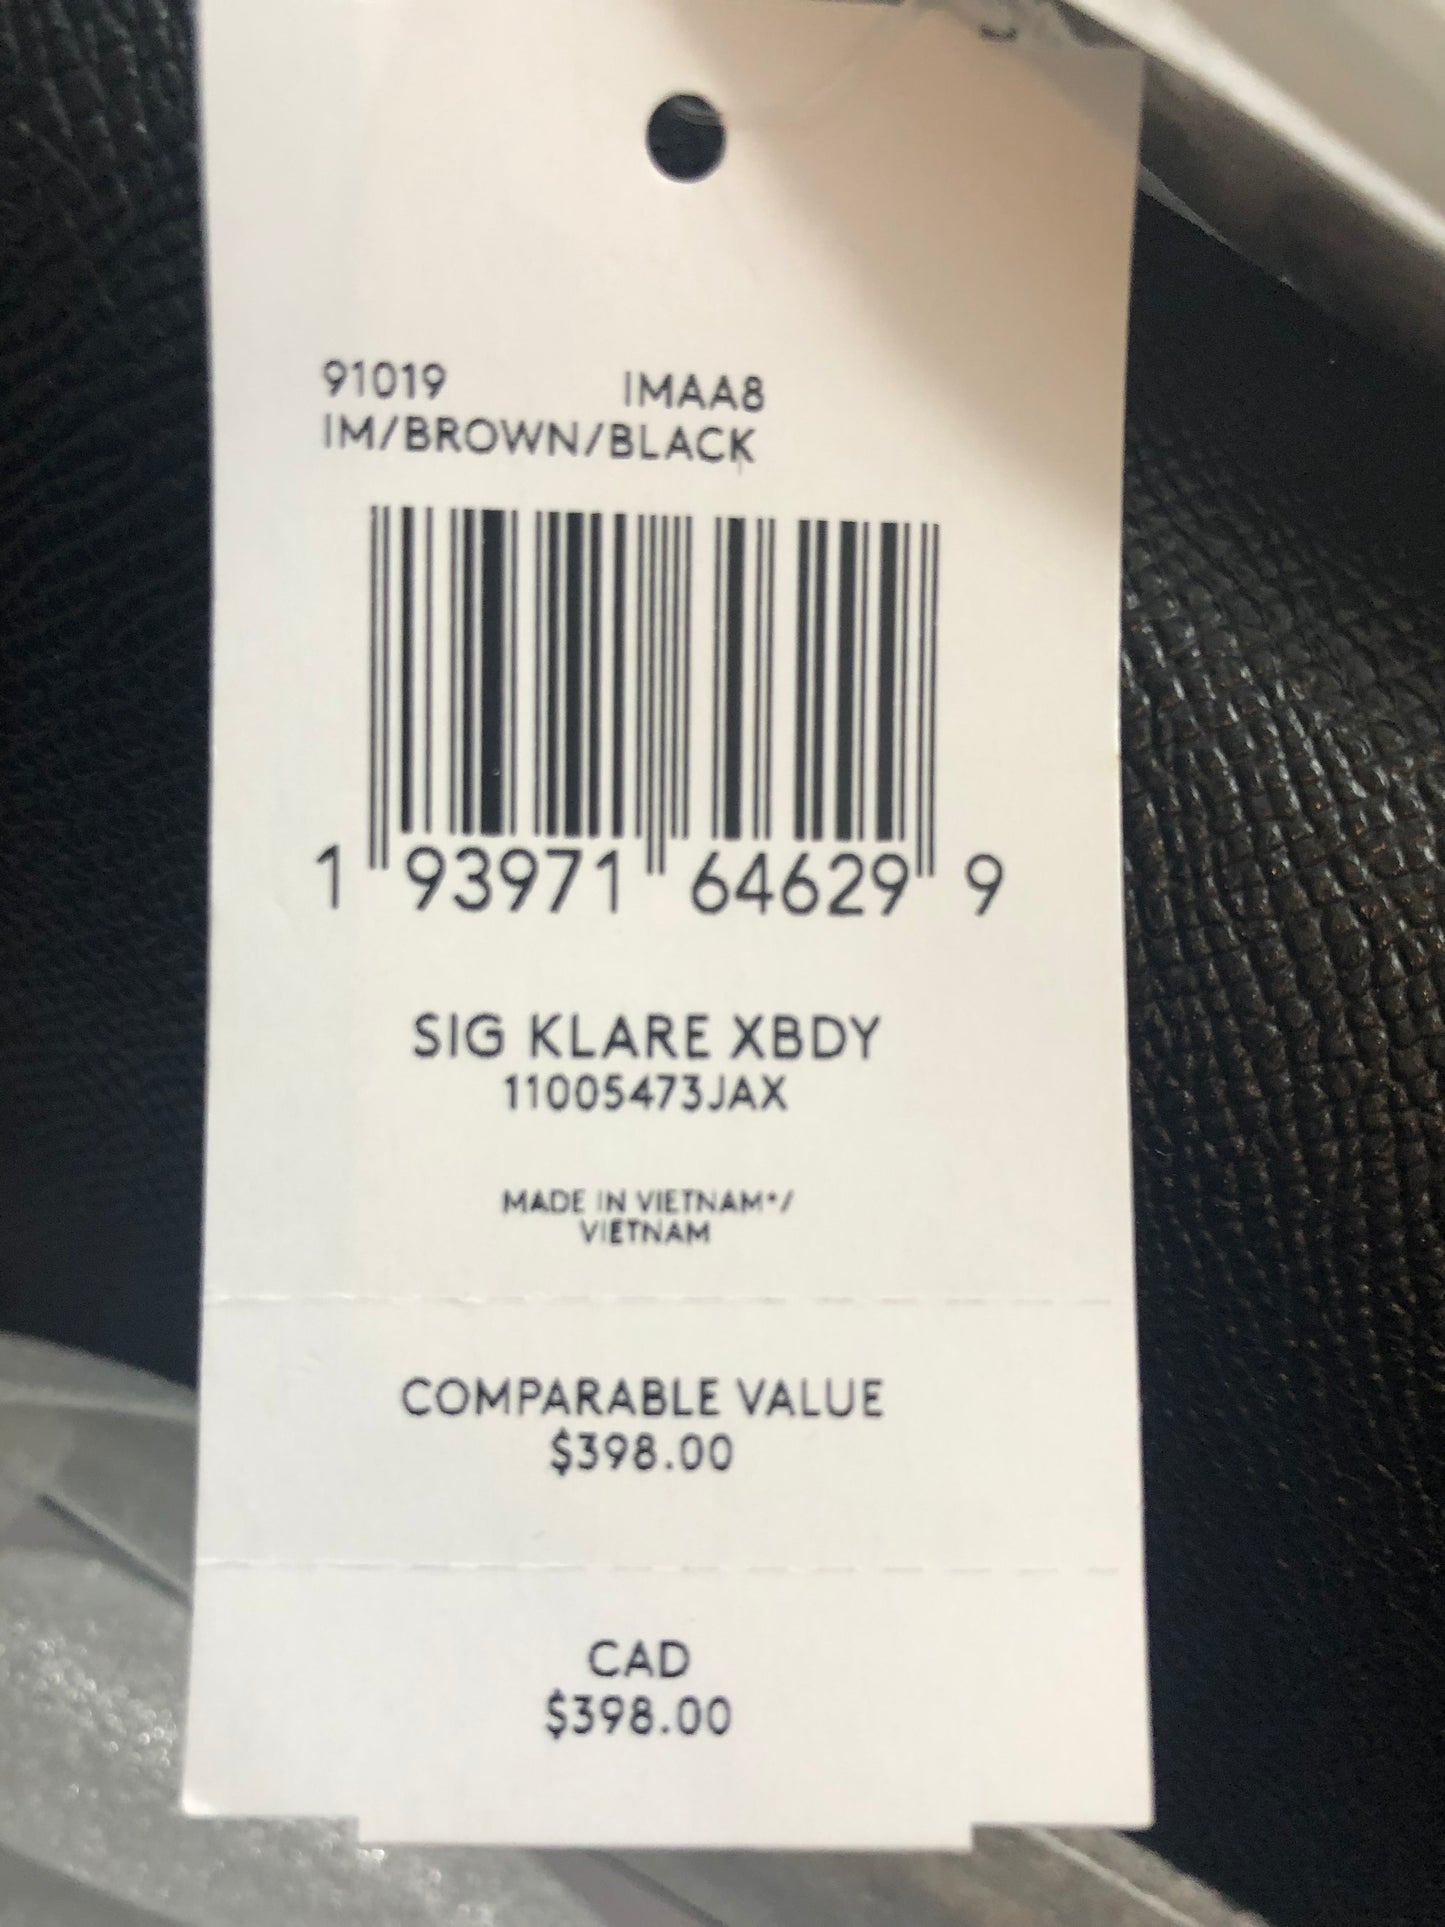 91019 IMAA8
IM/BROWN/BLACK
1 93971 64629 9
SIG KLARE XBDY
11005473JAX
MADE IN VIETNAM*/
VIETNAM
COMPARABLE VALUE
$398.00
CAD
$398.00